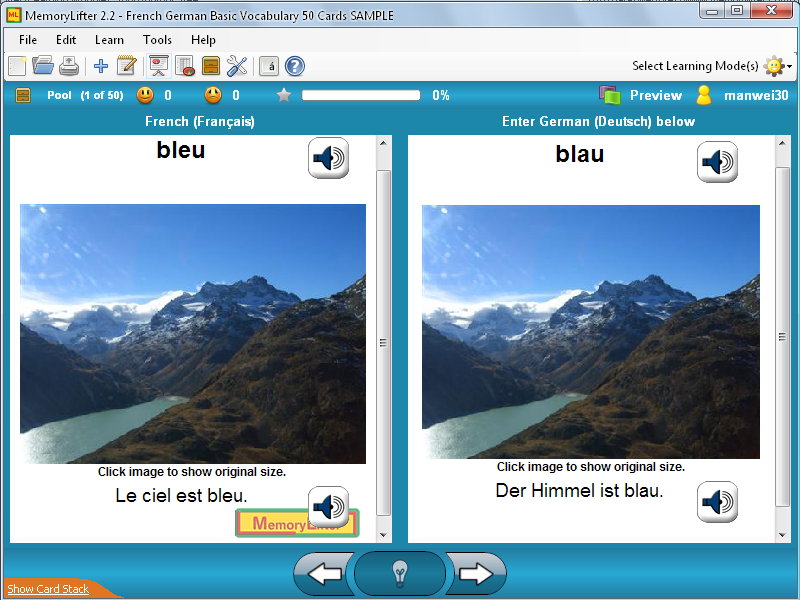 MemoryLifter 2.2 - French German Basic Vocabulary 50 Cards SAMPLE
File Edit Learn Tools Help
Select Learning Mode(s)
Pool (1 of 50) 0 0 0% Preview manwei30
French (Français)
Enter German (Deutsch) below
bleu
Click image to show original size.
Le ciel est bleu.
blau
Click image to show original size.
Der Himmel ist blau.
Show Card Stack